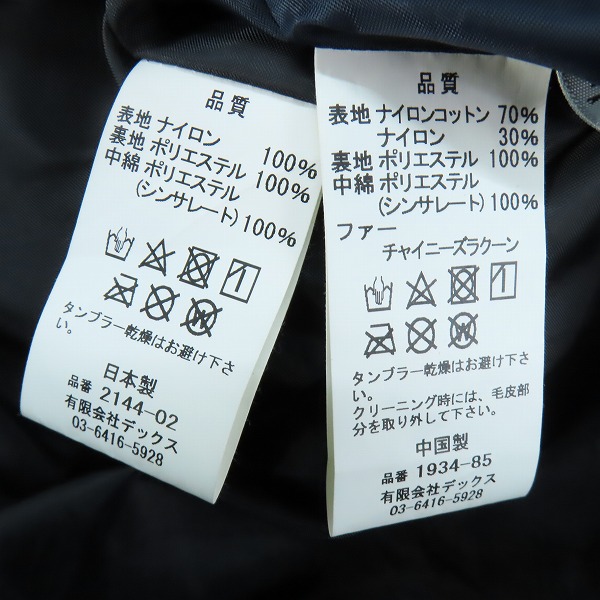 品質
表地 ナイロン 100%
裏地 ポリエステル 100%
中綿 ポリエステル
(シンサレート)100%
タンブラー乾燥はお避け下さ
い。
日本製
品番 2144-02
有限会社デックス
03-6416-5928
品質
表地 ナイロンコットン 70%
ナイロン 30%
裏地 ポリエステル 100%
中綿 ポリエステル
(シンサレート)100%
ファー
チャイニーズラクーン
タンブラー乾燥はお避け下さ
い。
クリーニング時には、毛皮部
分を取り外して下さい。
中国製
品番 1934-85
有限会社デックス
03-6416-5928